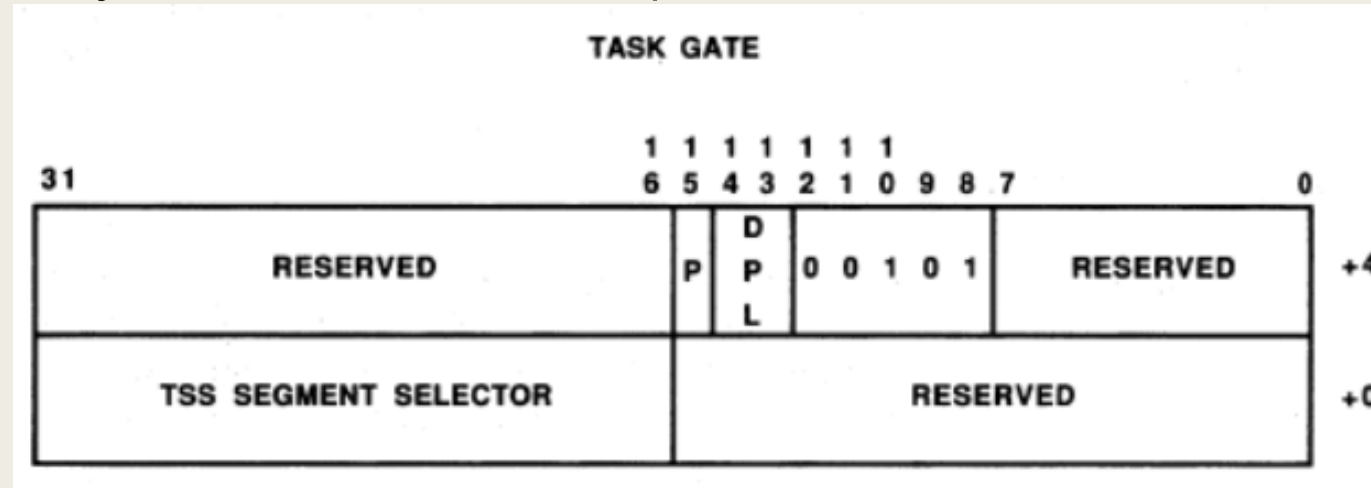 TASK GATE
1 1 1 1 1 1 1
31 6 5 4 3 2 1 0 9 8 7 0
RESERVED P D P L 0 0 1 0 1 RESERVED +4
TSS SEGMENT SELECTOR RESERVED +0